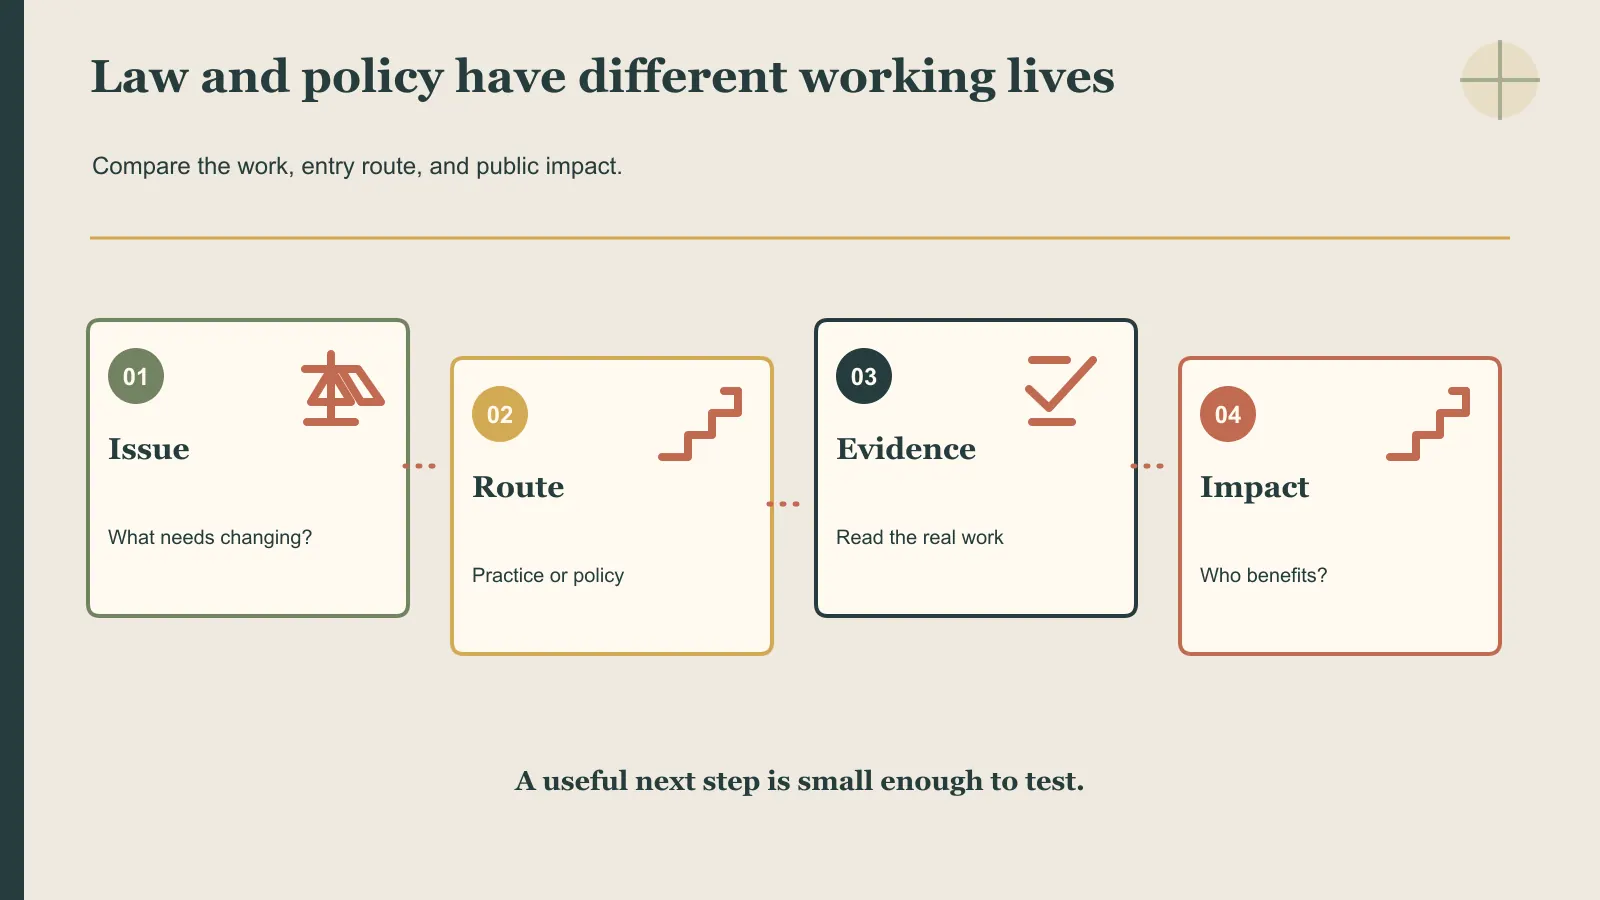 Law and policy have different working lives
Compare the work, entry route, and public impact.
01
Issue
What needs changing?
02
Route
Practice or policy
03
Evidence
Read the real work
04
Impact
Who benefits?
A useful next step is small enough to test.